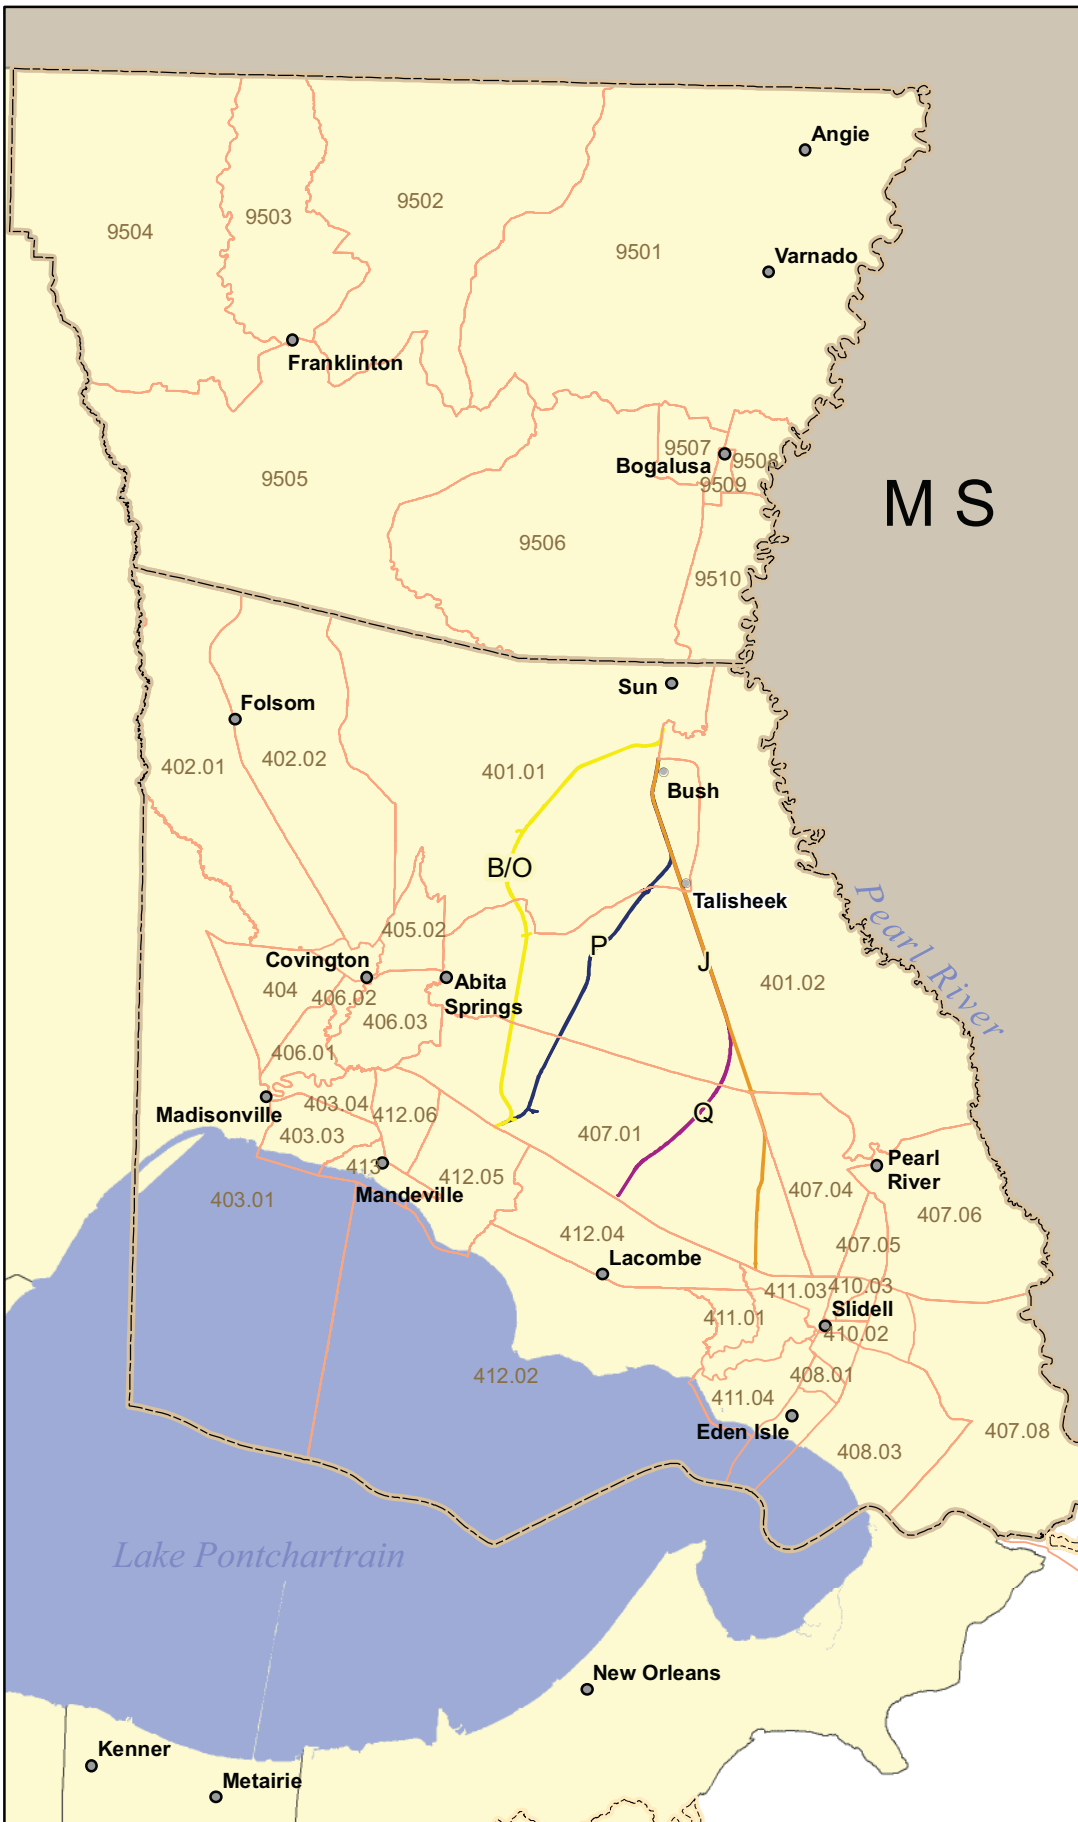 Angie
9502
9503
9504
9501
Varnado
Franklinton
9507
Bogalusa
9508
9505
9509
M S
9506
9510
Sun
Folsom
402.02
402.01
401.01
Bush
B/O
Talisheek
Pearl River
405.02
P
Covington
J
404
406.02
Abita
Springs
401.02
406.03
406.01
403.04
Madisonville
412.06
Q
403.03
407.01
Pearl
River
413
412.05
Mandeville
407.04
403.01
407.06
412.04
407.05
Lacombe
411.03
410.03
Slidell
411.01
410.02
412.02
408.01
411.04
Eden Isle
407.08
408.03
Lake Pontchartrain
New Orleans
Kenner
Metairie